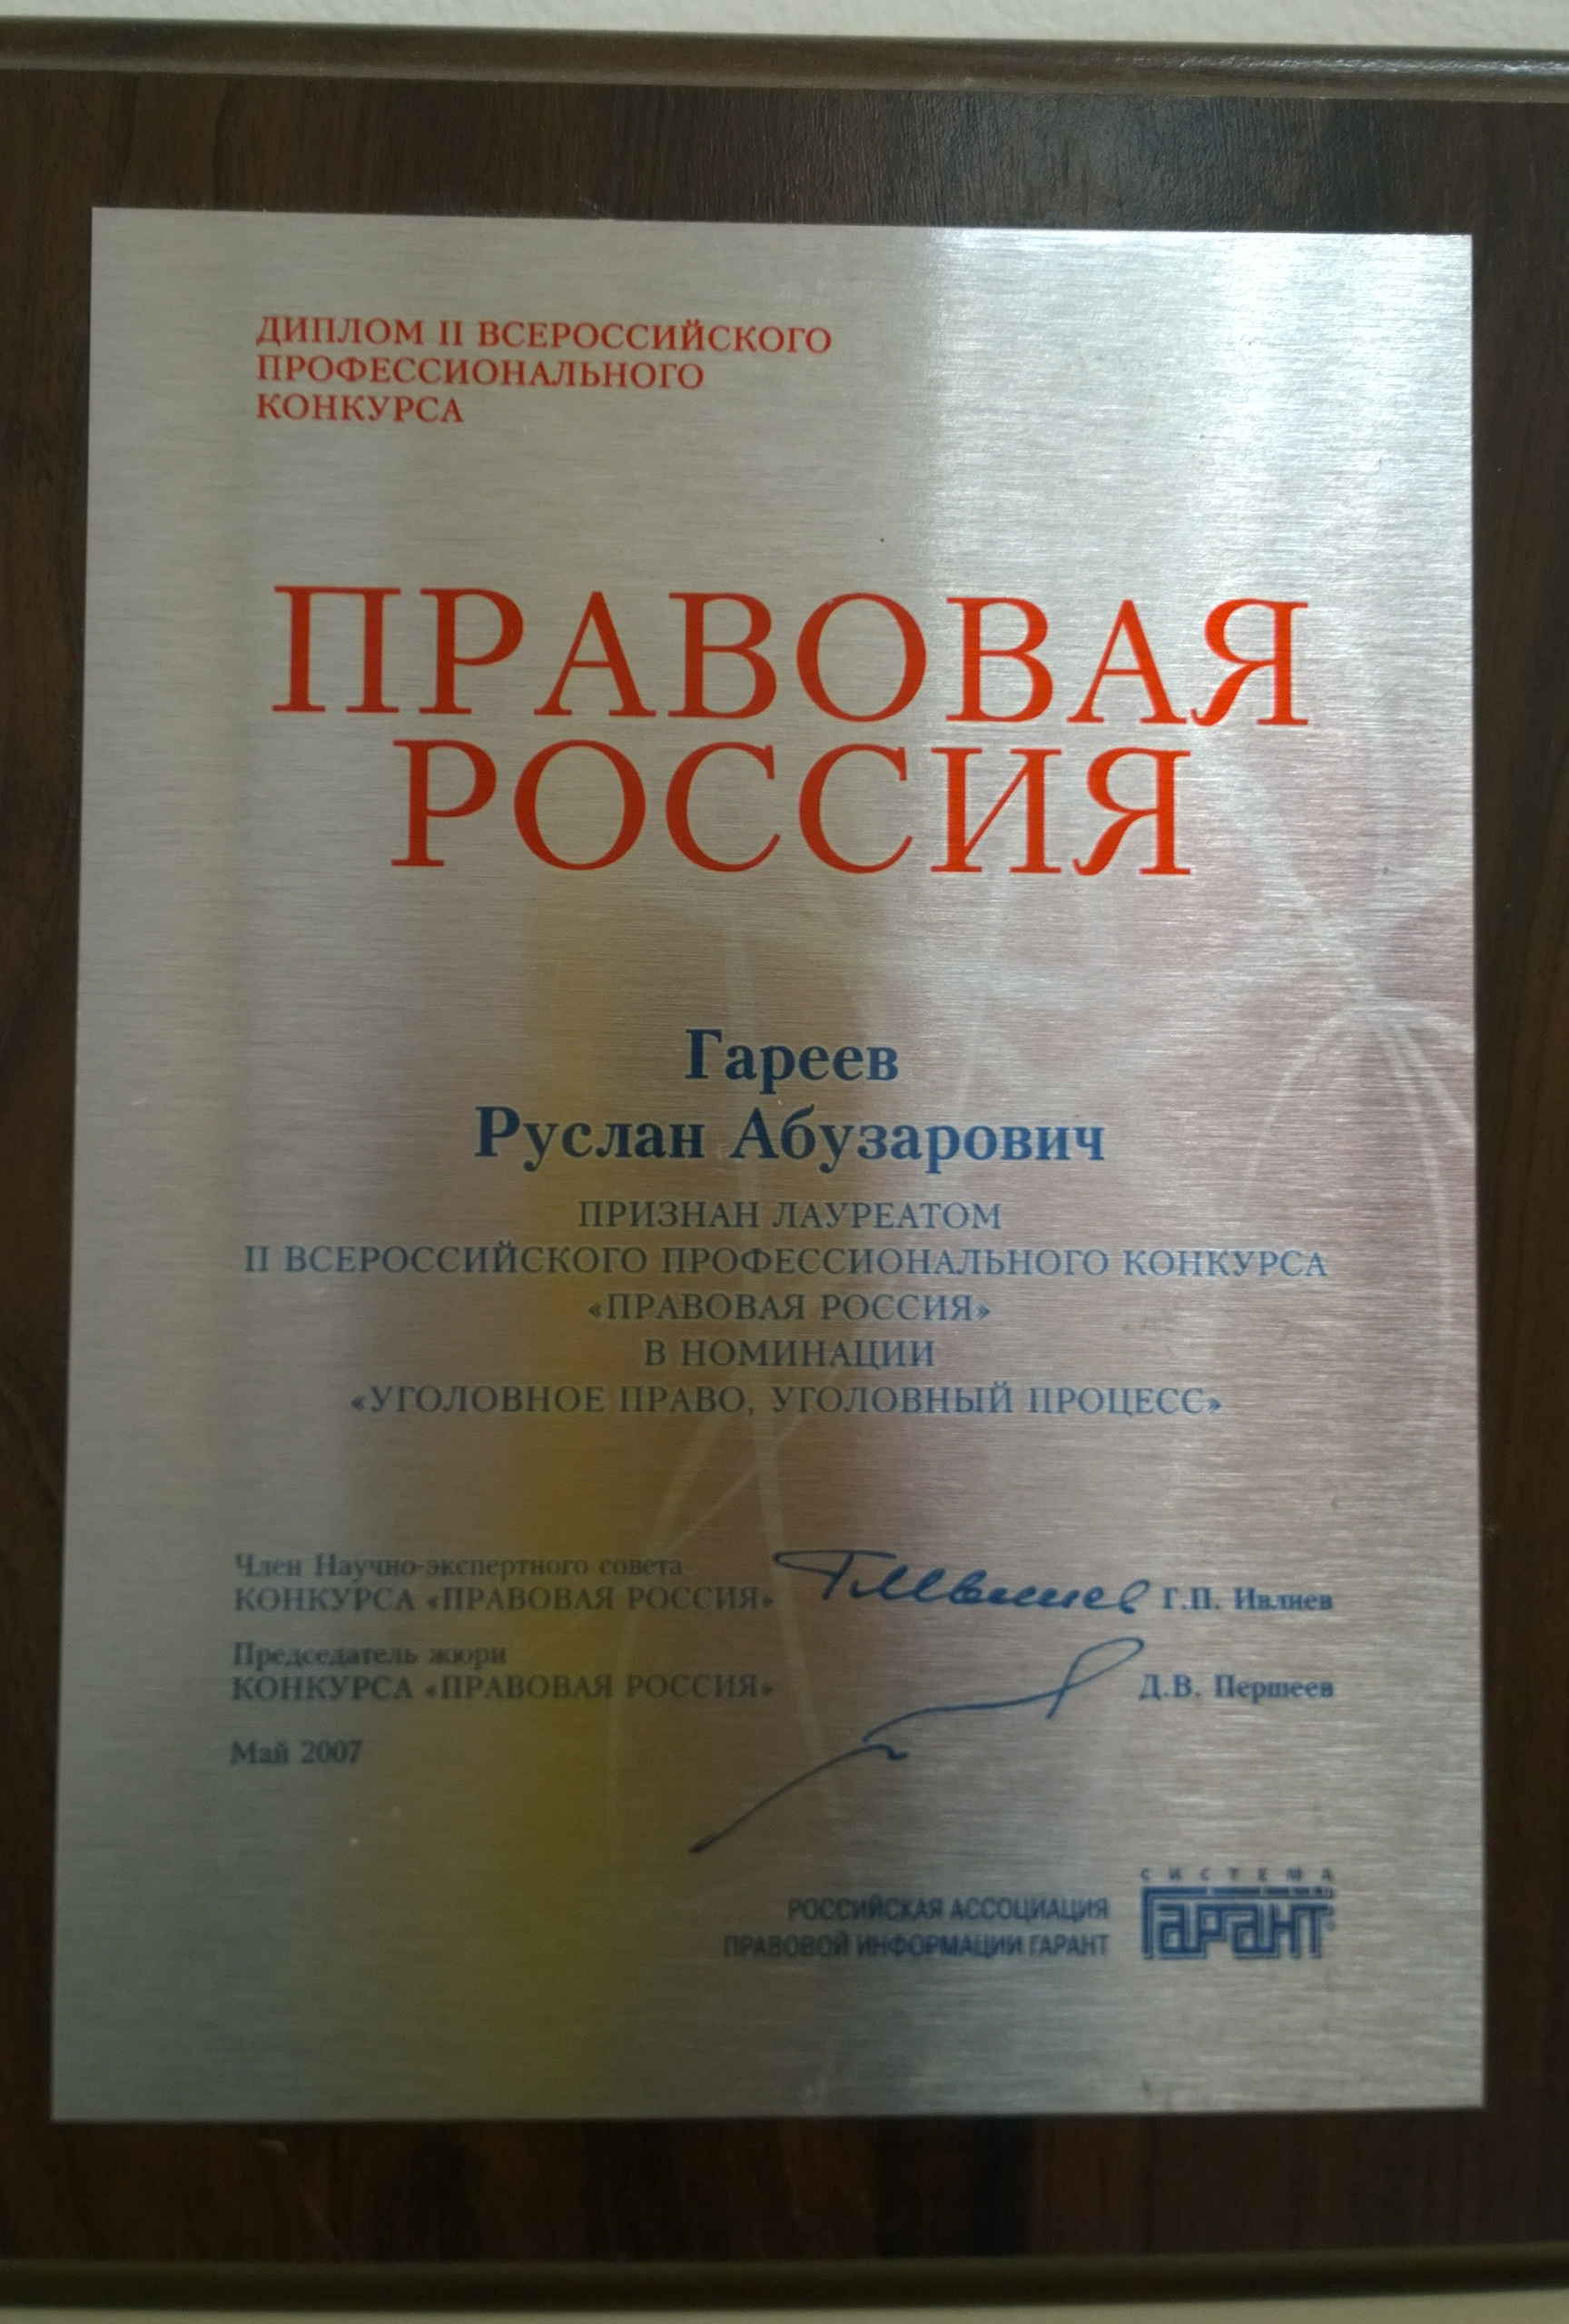 ДИПЛОМ II ВСЕРОССИЙСКОГО
ПРОФЕССИОНАЛЬНОГО
КОНКУРСА
ПРАВОВАЯ
РОССИЯ
Гареев
Руслан Абузарович
ПРИЗНАН ЛАУРЕАТОМ
II ВСЕРОССИЙСКОГО ПРОФЕССИОНАЛЬНОГО КОНКУРСА
«ПРАВОВАЯ РОССИЯ»
В НОМИНАЦИИ
«УГОЛОВНОЕ ПРАВО, УГОЛОВНЫЙ ПРОЦЕСС»
Член Научно-экспертного совета
КОНКУРСА «ПРАВОВАЯ РОССИЯ» Г.П. Ивлиев
Председатель жюри
КОНКУРСА «ПРАВОВАЯ РОССИЯ» Д.В. Першеев
Май 2007
СИСТЕМА
ГАРАНТ
РОССИЙСКАЯ АССОЦИАЦИЯ
ПРАВОВОЙ ИНФОРМАЦИИ ГАРАНТ